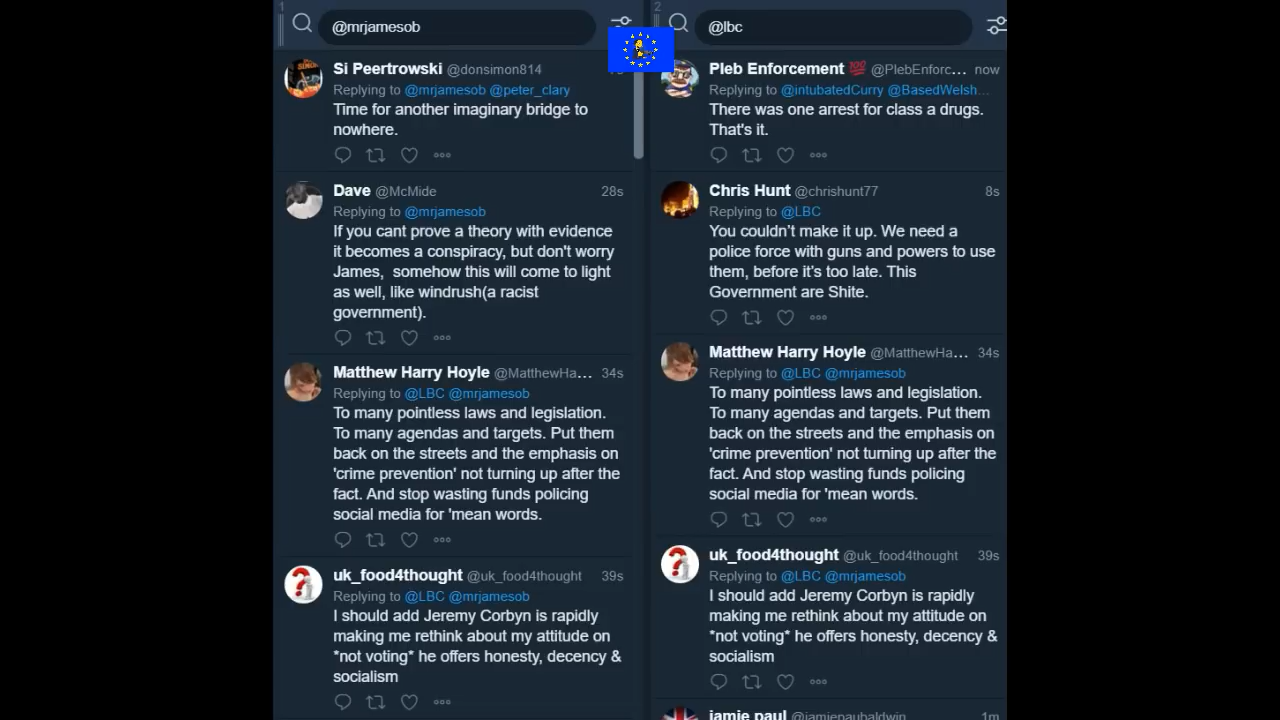 1
@mrjamesob
Si Peertrowski @donsimon814
Replying to @mrjamesob @peter_clary
Time for another imaginary bridge to
nowhere.
Dave @McMide 28s
Replying to @mrjamesob
If you cant prove a theory with evidence
it becomes a conspiracy, but don't worry
James, somehow this will come to light
as well, like windrush(a racist
government).
Matthew Harry Hoyle @MatthewHa... 34s
Replying to @LBC @mrjamesob
To many pointless laws and legislation.
To many agendas and targets. Put them
back on the streets and the emphasis on
'crime prevention' not turning up after the
fact. And stop wasting funds policing
social media for 'mean words.
uk_food4thought @uk_food4thought 39s
Replying to @LBC @mrjamesob
I should add Jeremy Corbyn is rapidly
making me rethink about my attitude on
*not voting* he offers honesty, decency &
socialism
2
@lbc
Pleb Enforcement 💯 @PlebEnforc... now
Replying to @intubatedCurry @BasedWelsh...
There was one arrest for class a drugs.
That's it.
Chris Hunt @chrishunt77 8s
Replying to @LBC
You couldn't make it up. We need a
police force with guns and powers to use
them, before it's too late. This
Government are Shite.
Matthew Harry Hoyle @MatthewHa... 34s
Replying to @LBC @mrjamesob
To many pointless laws and legislation.
To many agendas and targets. Put them
back on the streets and the emphasis on
'crime prevention' not turning up after the
fact. And stop wasting funds policing
social media for 'mean words.
uk_food4thought @uk_food4thought 39s
Replying to @LBC @mrjamesob
I should add Jeremy Corbyn is rapidly
making me rethink about my attitude on
*not voting* he offers honesty, decency &
socialism
jamie paul @jamiepaulbaldwin 1m